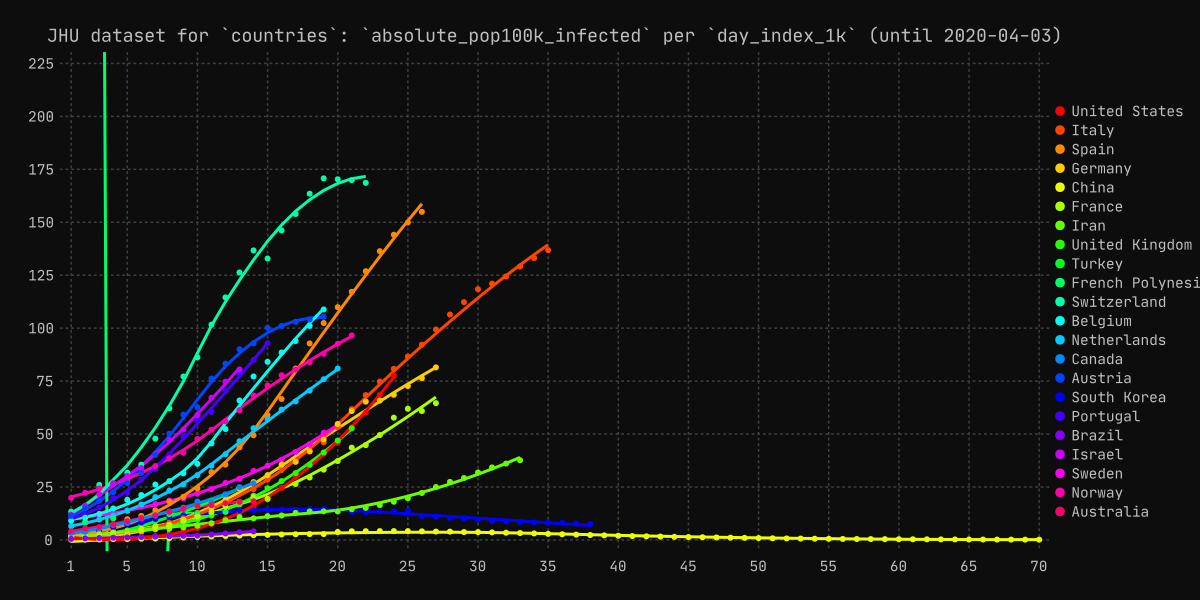 JHU dataset for `countries`: `absolute_pop100k_infected` per `day_index_1k` (until 2020-04-03)
225
200
175
150
125
100
75
50
25
0
1 5 10 15 20 25 30 35 40 45 50 55 60 65 70
United States
Italy
Spain
Germany
China
France
Iran
United Kingdom
Turkey
French Polynesi
Switzerland
Belgium
Netherlands
Canada
Austria
South Korea
Portugal
Brazil
Israel
Sweden
Norway
Australia